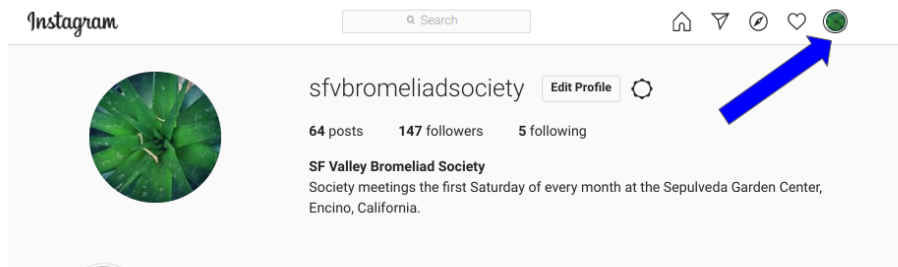 Instagram
Search
sfvbromeliadsociety Edit Profile
64 posts 147 followers 5 following
SF Valley Bromeliad Society
Society meetings the first Saturday of every month at the Sepulveda Garden Center,
Encino, California.